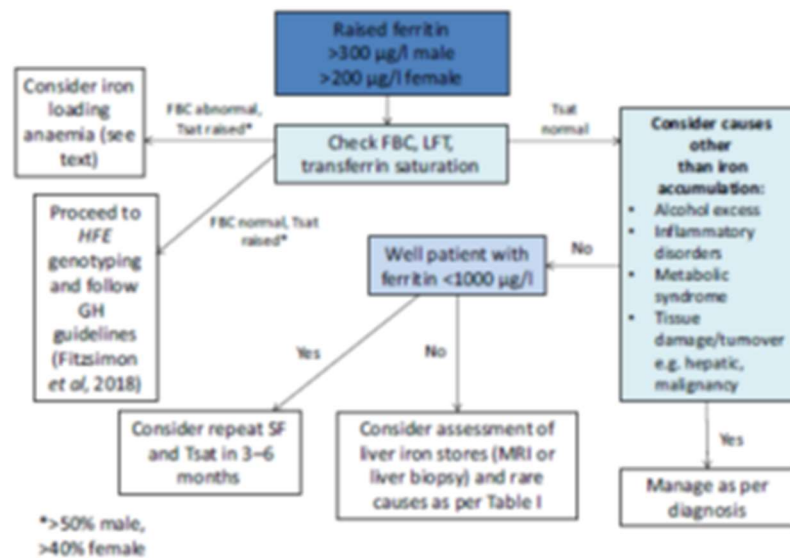 Raised ferritin
>300 µg/l male
>200 µg/l female
Consider iron
loading
anaemia (see
text)
FBC abnormal,
Tsat raised*
Check FBC, LFT,
transferrin saturation
Tsat
normal
Consider causes
other
than iron
accumulation:
• Alcohol excess
• Inflammatory
disorders
• Metabolic
syndrome
• Tissue
damage/turnover
e.g. hepatic,
malignancy
Proceed to
HFE
genotyping
and follow
GH
guidelines
(Fitzsimon
et al, 2018)
FBC normal, Tsat
raised*
Well patient with
ferritin <1000 µg/l
No
Yes
No
Yes
Consider repeat SF
and Tsat in 3–6
months
Consider assessment of
liver iron stores (MRI or
liver biopsy) and rare
causes as per Table I
Manage as per
diagnosis
*>50% male,
>40% female